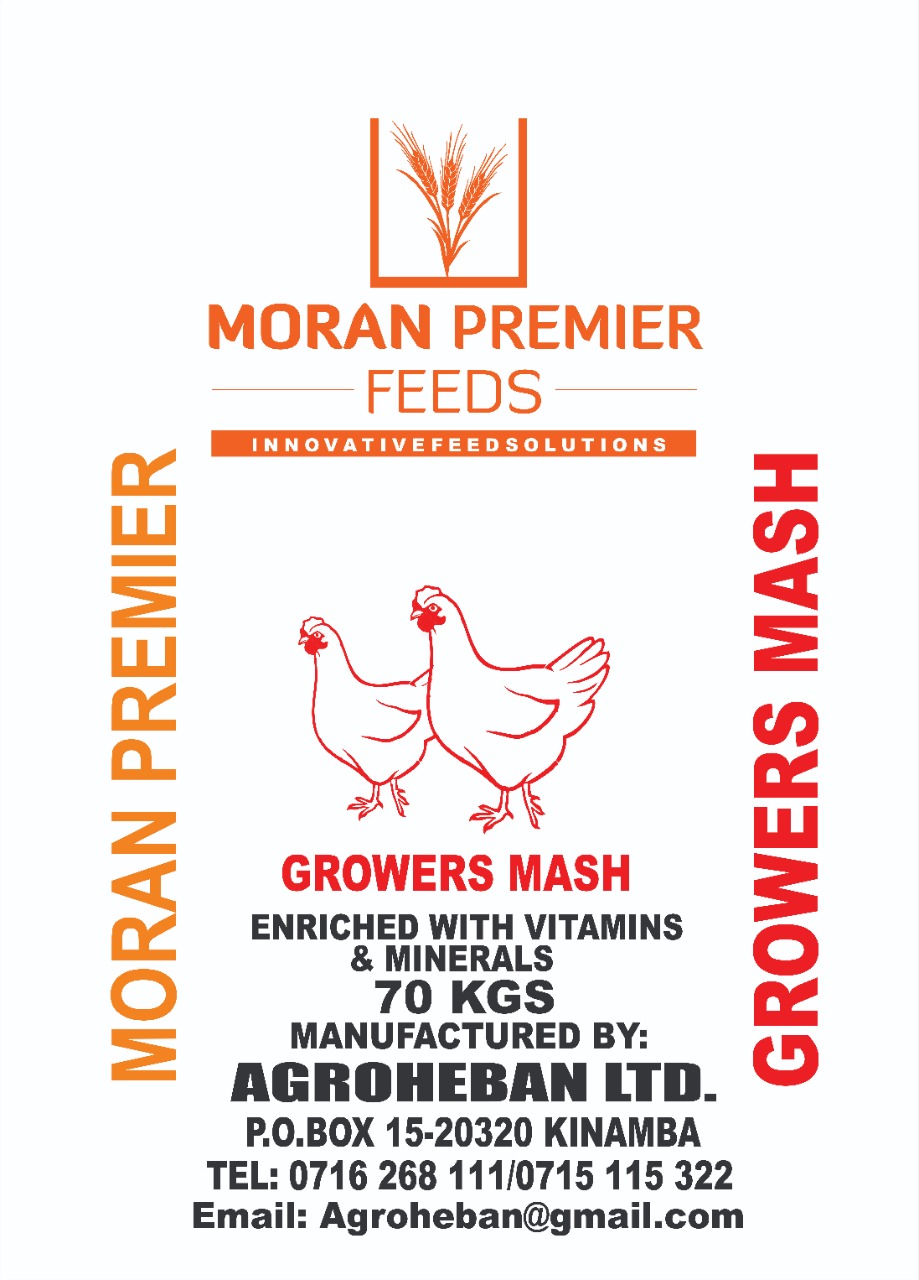 MORAN PREMIER
FEEDS
INNOVATIVEFEEDSOLUTIONS
MORAN PREMIER
GROWERS MASH
GROWERS MASH
ENRICHED WITH VITAMINS
& MINERALS
70 KGS
MANUFACTURED BY:
AGROHEBAN LTD.
P.O.BOX 15-20320 KINAMBA
TEL: 0716 268 111/0715 115 322
Email: Agroheban@gmail.com